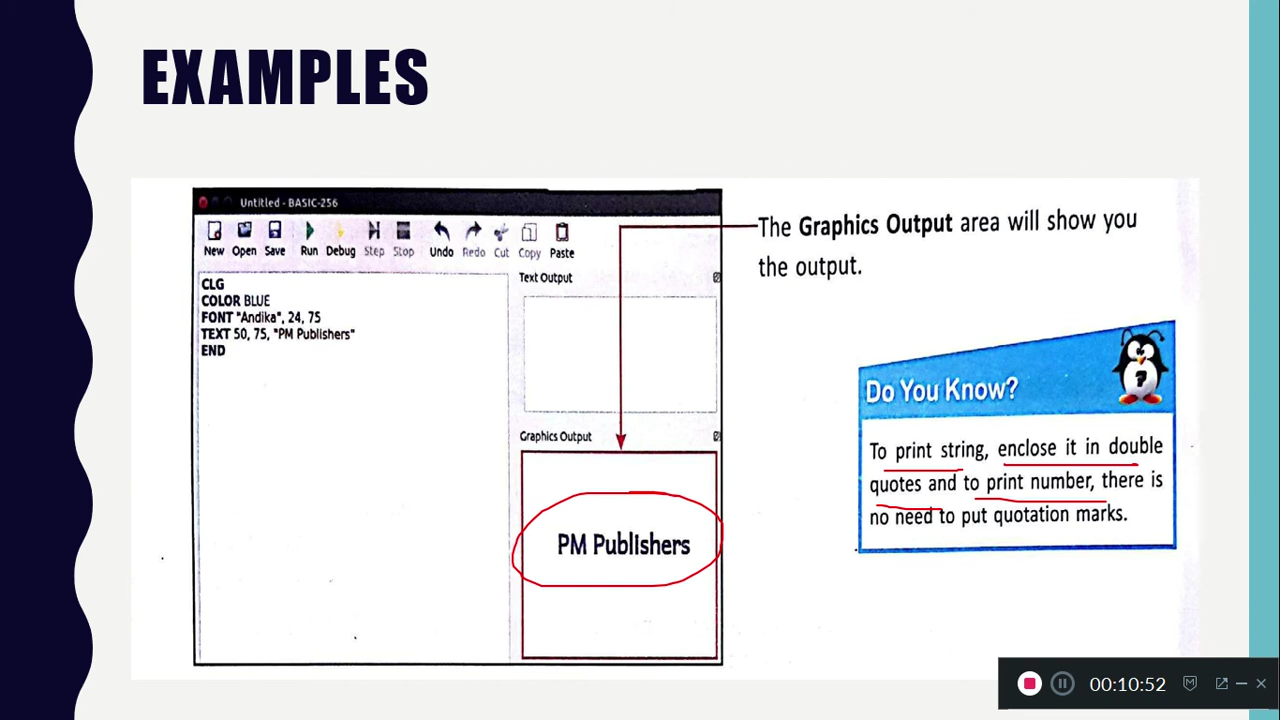 EXAMPLES
Untitled - BASIC-256
New Open Save Run Debug Step Stop Undo Redo Cut Copy Paste
CLG
COLOR BLUE
FONT "Andika", 24, 75
TEXT 50, 75, "PM Publishers"
END
Text Output
Graphics Output
PM Publishers
The Graphics Output area will show you
the output.
Do You Know?
?
To print string, enclose it in double
quotes and to print number, there is
no need to put quotation marks.
00:10:52